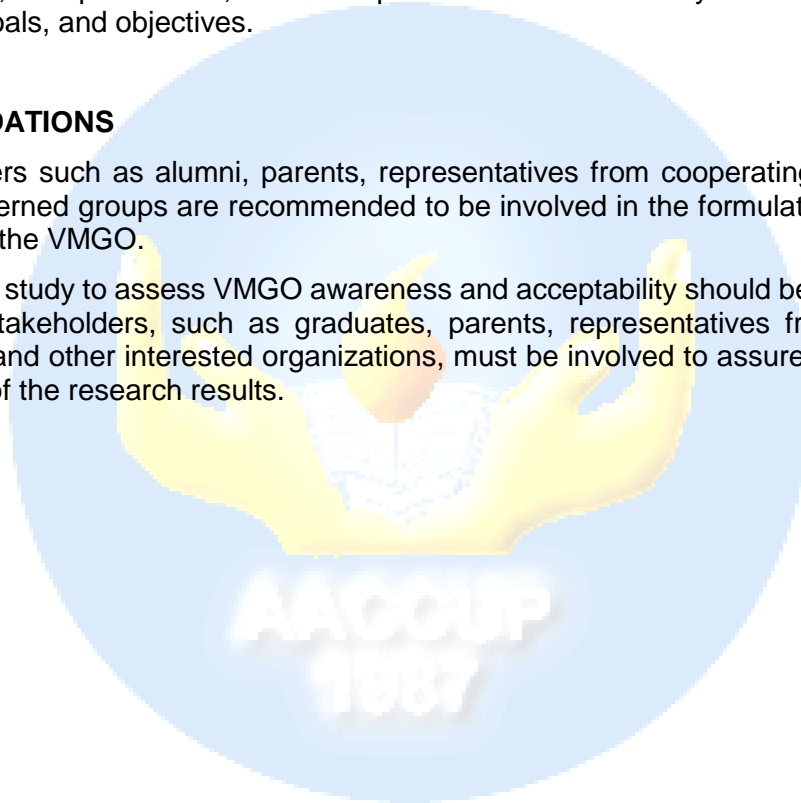 oals, and objectives.
DATIONS
ers such as alumni, parents, representatives from cooperating
erned groups are recommended to be involved in the formulat
the VMGO.
study to assess VMGO awareness and acceptability should be
takeholders, such as graduates, parents, representatives fr
and other interested organizations, must be involved to assure
of the research results.
AACCUP
1987